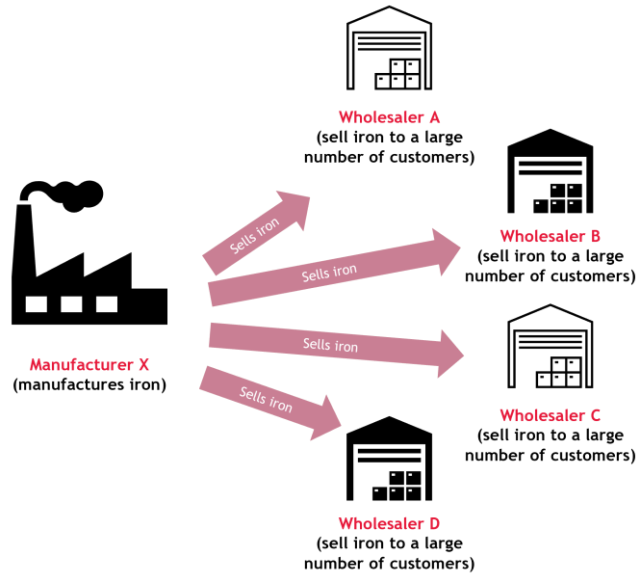 Wholesaler A
(sell iron to a large
number of customers)
Wholesaler B
(sell iron to a large
number of customers)
Sells iron
Sells iron
Sells iron
Sells iron
Manufacturer X
(manufactures iron)
Wholesaler C
(sell iron to a large
number of customers)
Wholesaler D
(sell iron to a large
number of customers)